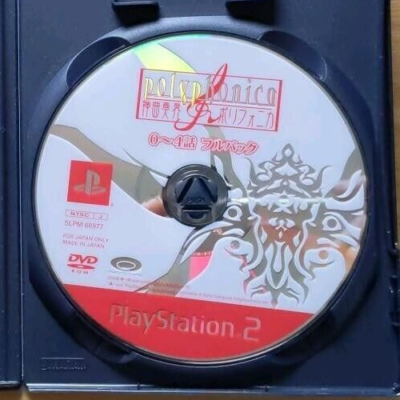 polyphonica
神曲奏界ポリフォニカ
0〜4話 フルパック
NTSC J
SLPM 66977
FOR JAPAN ONLY
MADE IN JAPAN
DVD
ROM
PlayStation 2